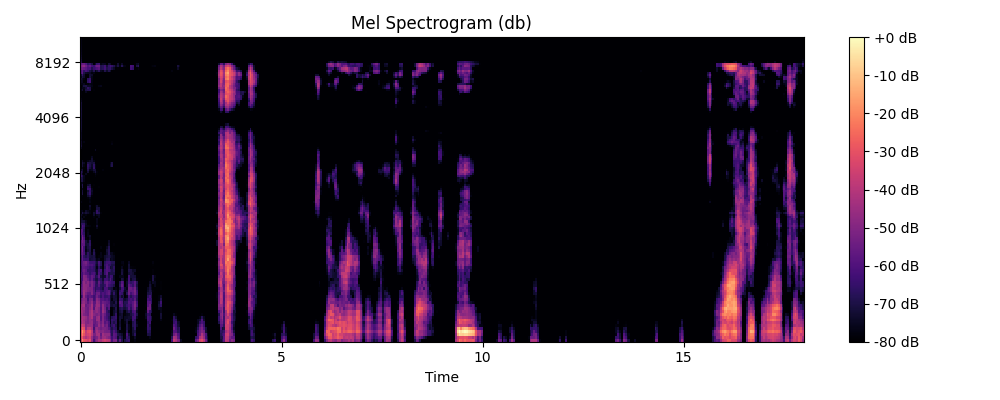 Mel Spectrogram (db)
8192
4096
2048
1024
512
0
Hz
0
5
10
15
Time
+0 dB
-10 dB
-20 dB
-30 dB
-40 dB
-50 dB
-60 dB
-70 dB
-80 dB